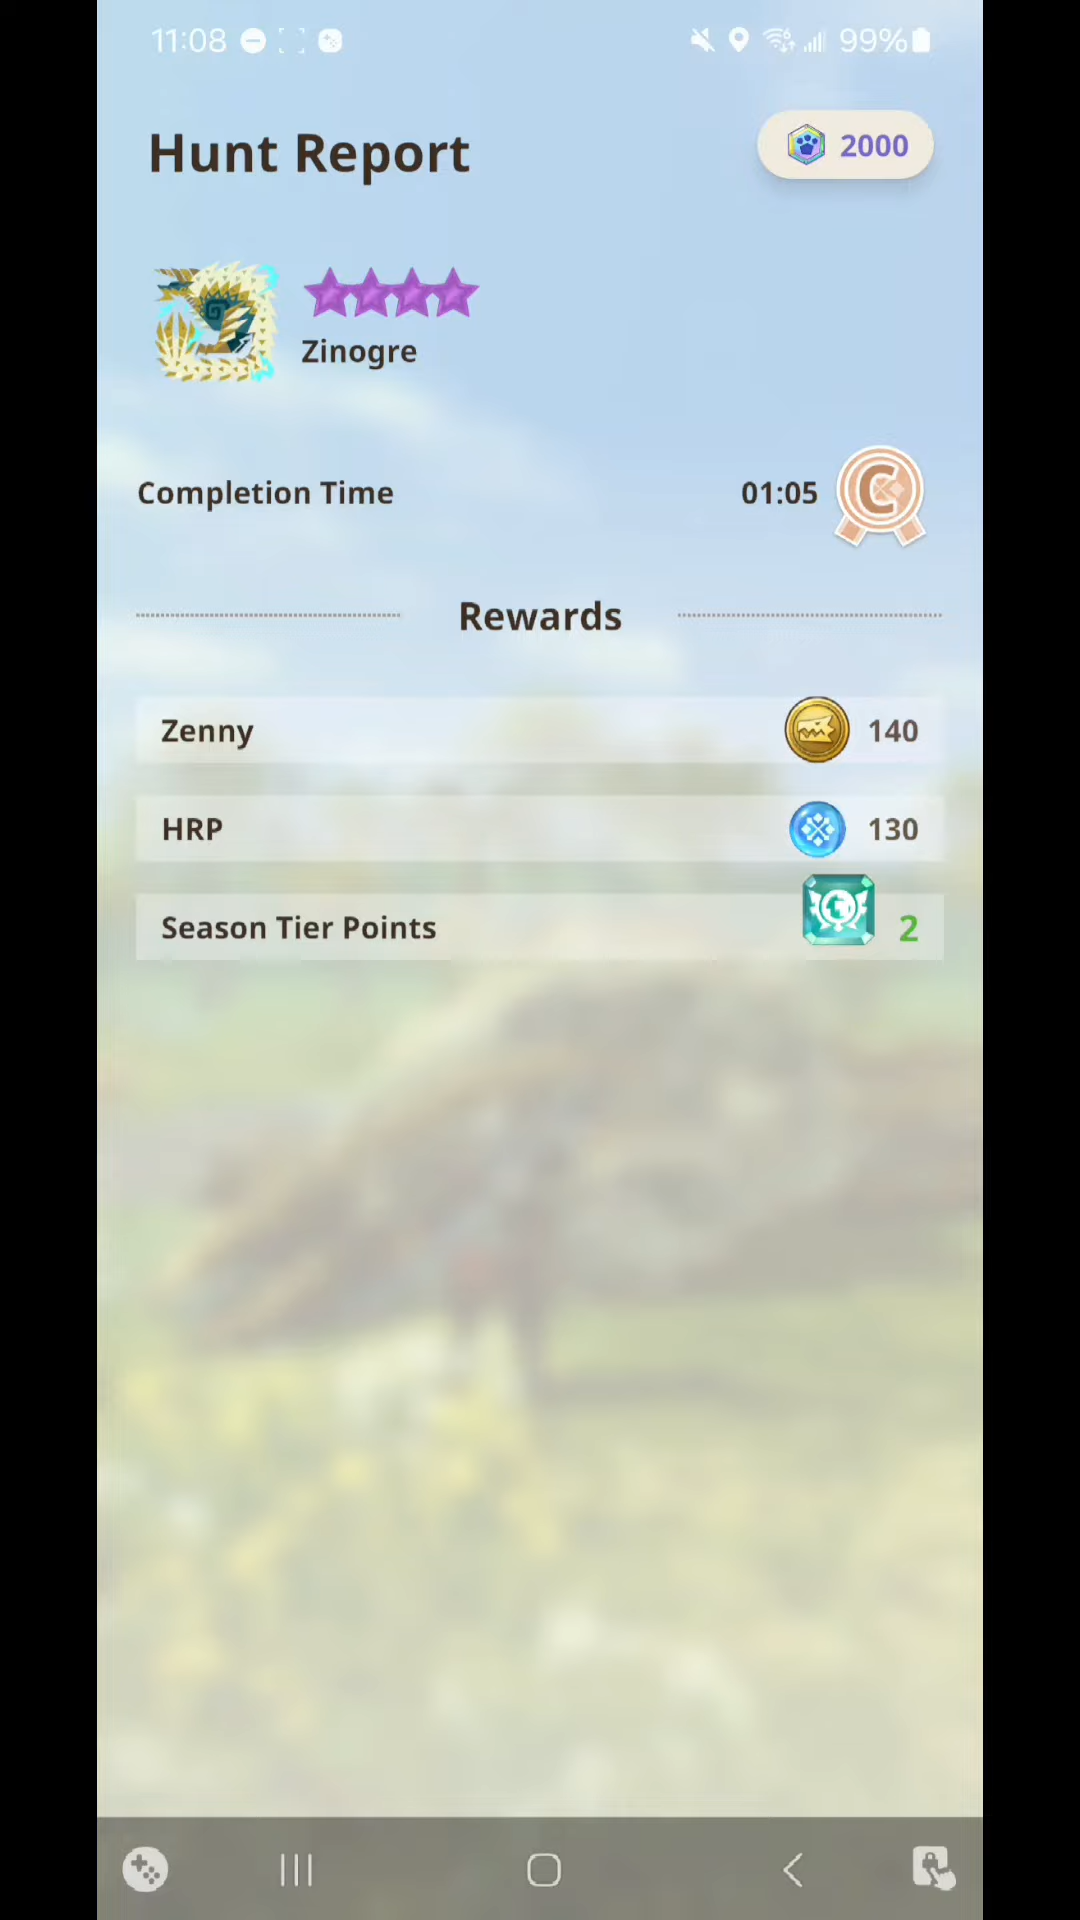 11:08 99%
Hunt Report
2000
Zinogre
Completion Time 01:05 C
Rewards
Zenny 140
HRP 130
Season Tier Points 2